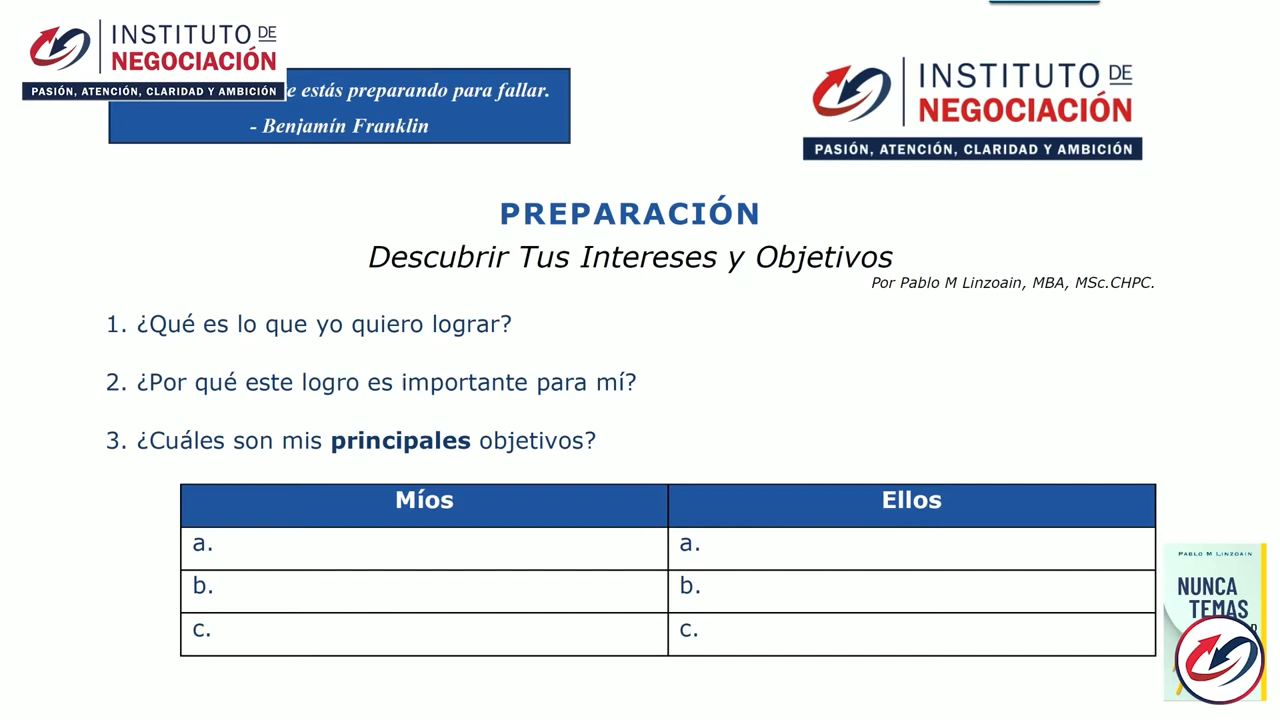 INSTITUTO DE
NEGOCIACIÓN
PASIÓN, ATENCIÓN, CLARIDAD Y AMBICIÓN
e estás preparando para fallar.
- Benjamín Franklin
INSTITUTO DE
NEGOCIACIÓN
PASIÓN, ATENCIÓN, CLARIDAD Y AMBICIÓN
PREPARACIÓN
Descubrir Tus Intereses y Objetivos
Por Pablo M Linzoain, MBA, MSc.CHPC.
1. ¿Qué es lo que yo quiero lograr?
2. ¿Por qué este logro es importante para mí?
3. ¿Cuáles son mis principales objetivos?
Míos Ellos
a. a.
b. b.
c. c.
PABLO M LINZOAIN
NUNCA
TEMAS